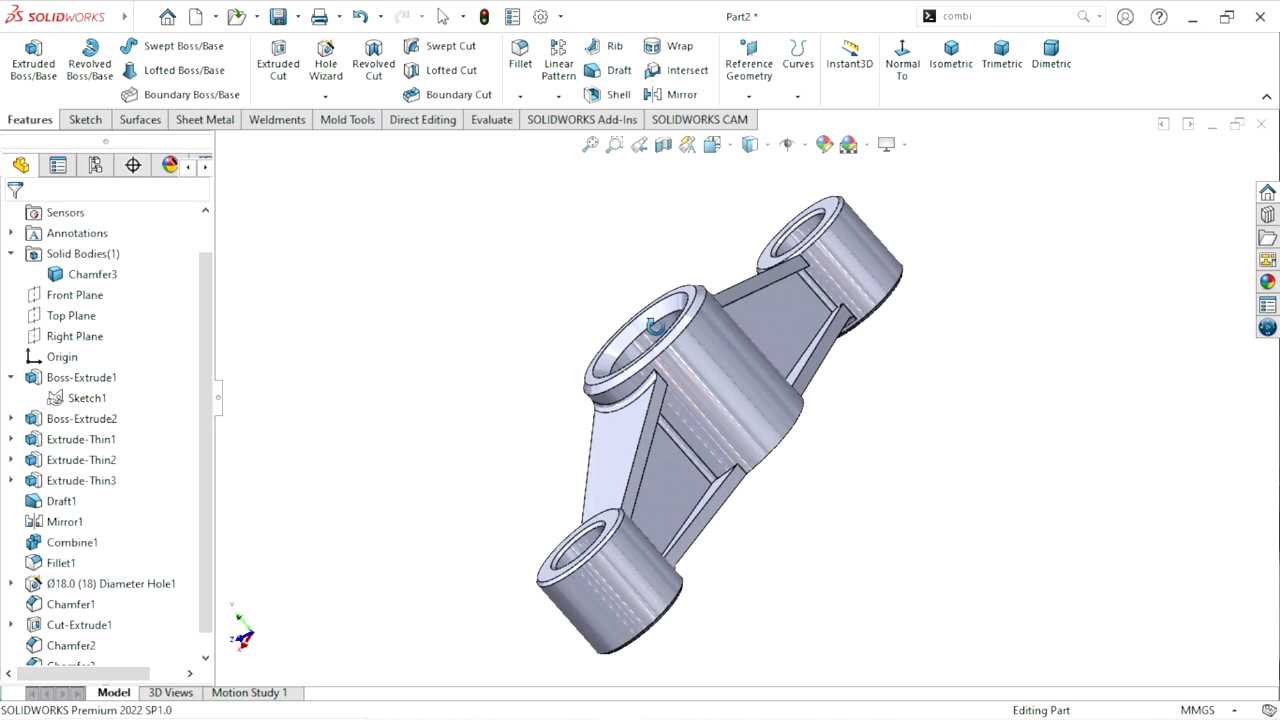 SOLIDWORKS
Part2 *
combi
Extruded Boss/Base
Revolved Boss/Base
Swept Boss/Base
Lofted Boss/Base
Boundary Boss/Base
Extruded Cut
Hole Wizard
Revolved Cut
Swept Cut
Lofted Cut
Boundary Cut
Fillet
Linear Pattern
Rib
Draft
Shell
Wrap
Intersect
Mirror
Reference Geometry
Curves
Instant3D
Normal To
Isometric
Trimetric
Dimetric
Features
Sketch
Surfaces
Sheet Metal
Weldments
Mold Tools
Direct Editing
Evaluate
SOLIDWORKS Add-Ins
SOLIDWORKS CAM
Sensors
Annotations
Solid Bodies(1)
Chamfer3
Front Plane
Top Plane
Right Plane
Origin
Boss-Extrude1
Sketch1
Boss-Extrude2
Extrude-Thin1
Extrude-Thin2
Extrude-Thin3
Draft1
Mirror1
Combine1
Fillet1
Ø18.0 (18) Diameter Hole1
Chamfer1
Cut-Extrude1
Chamfer2
Chamfer3
Y
Z
X
Model
3D Views
Motion Study 1
SOLIDWORKS Premium 2022 SP1.0
Editing Part
MMGS